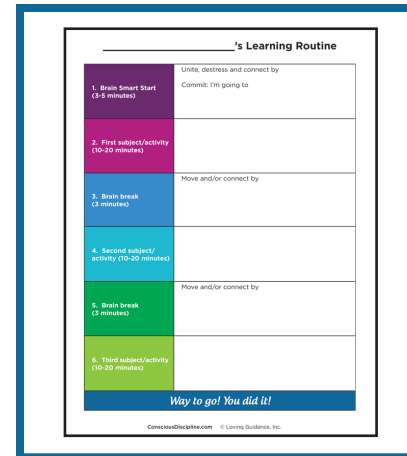 ____________________'s Learning Routine
Unite, destress and connect by
1. Brain Smart Start
(3-5 minutes)
Commit: I'm going to
2. First subject/activity
(10-20 minutes)
Move and/or connect by
3. Brain break
(3 minutes)
4. Second subject/
activity (10-20 minutes)
Move and/or connect by
5. Brain break
(3 minutes)
6. Third subject/activity
(10-20 minutes)
Way to go! You did it!
ConsciousDiscipline.com © Loving Guidance, Inc.